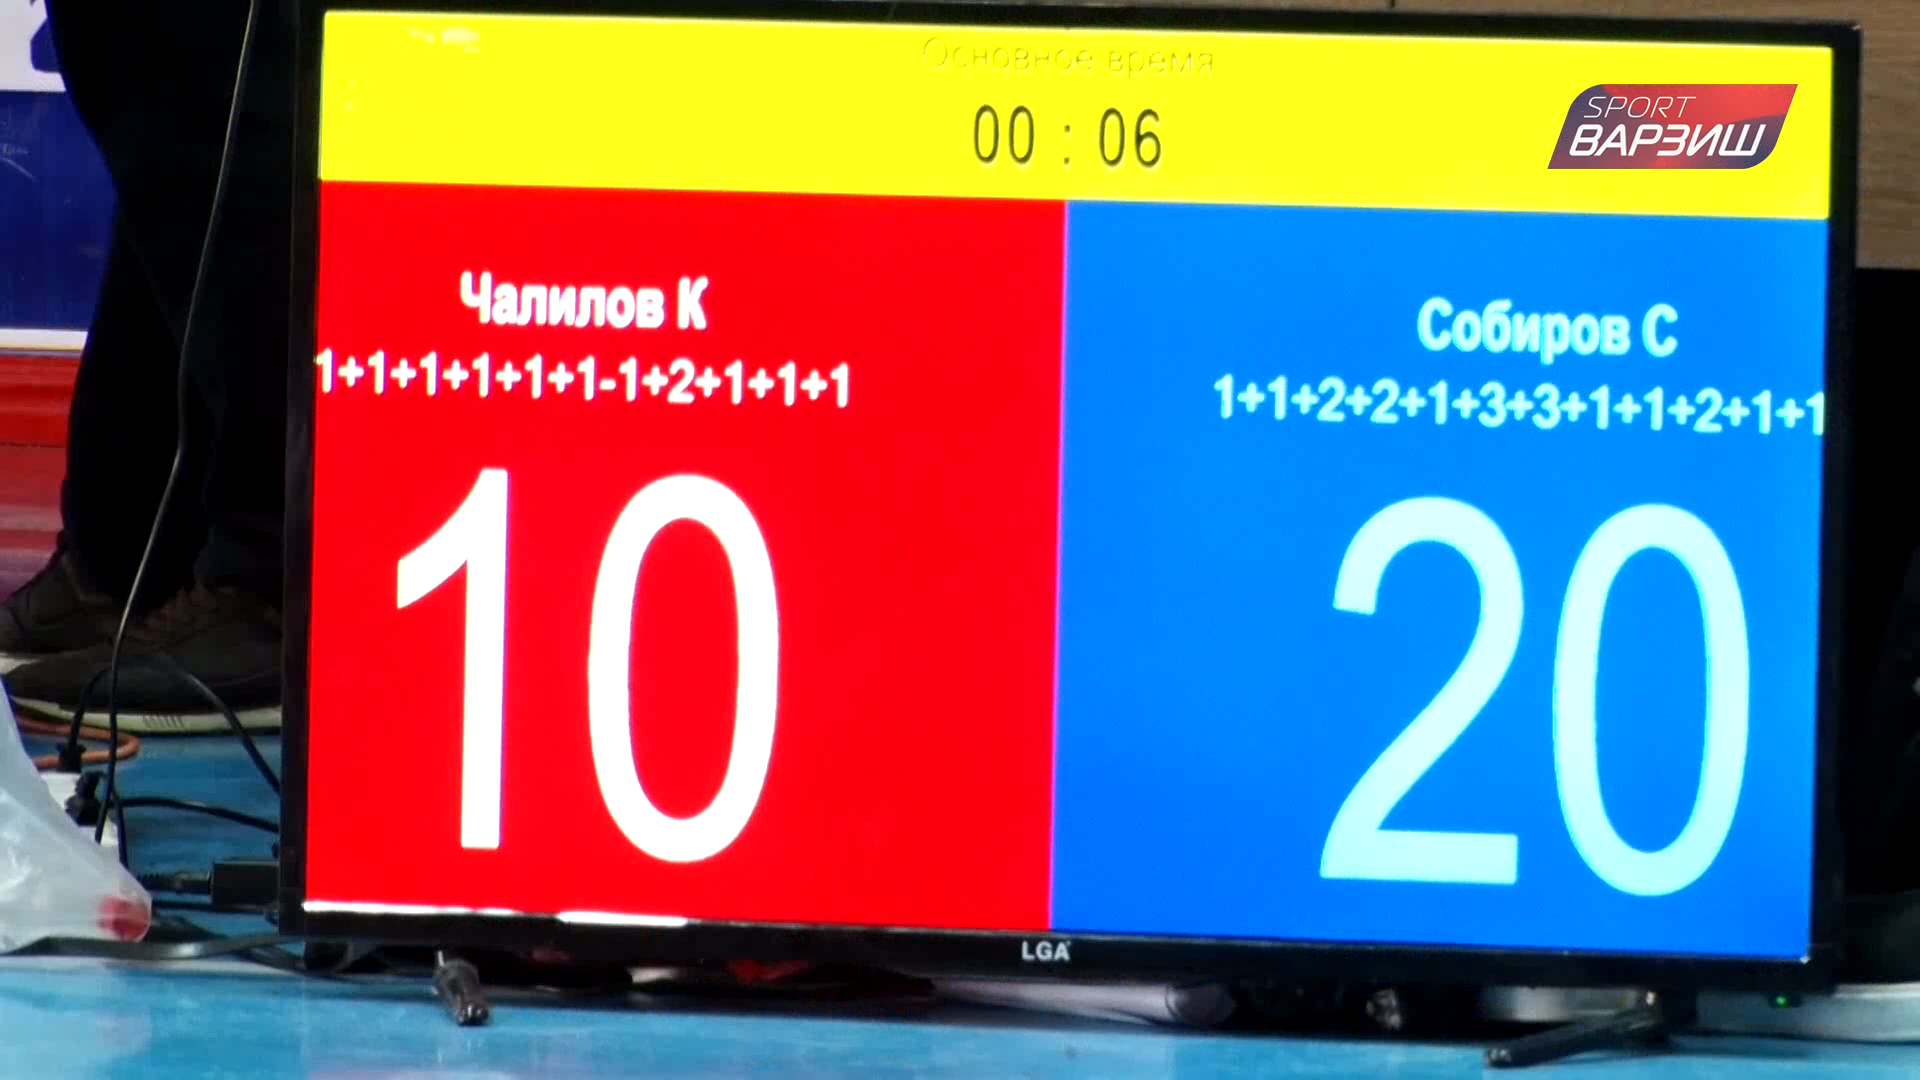 Основное время
00 : 06
SPORT
ВАРЗИШ
Чалилов К
1+1+1+1+1+1-1+2+1+1+1
10
Собиров С
1+1+2+2+1+3+3+1+1+2+1+1
20
LGA